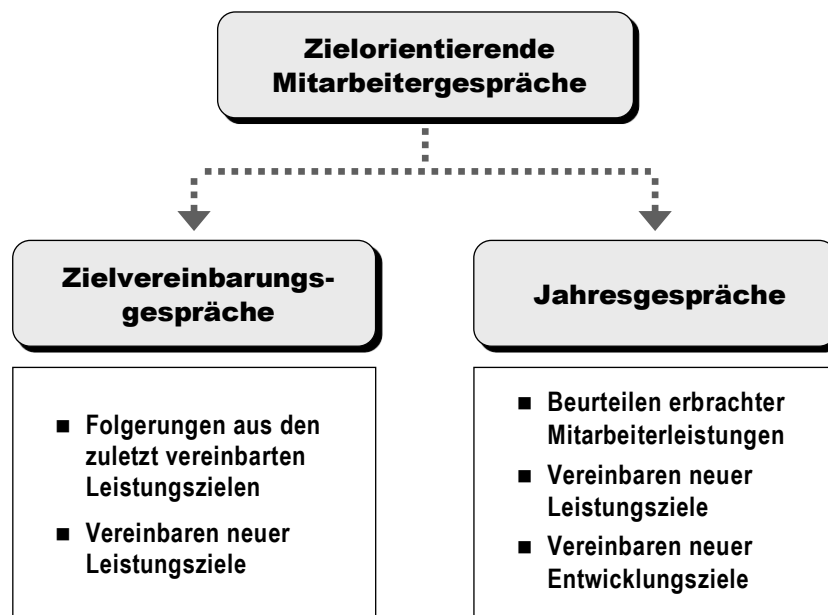 Zielorientierende
Mitarbeitergespräche
Zielvereinbarungs-
gespräche
■ Folgerungen aus den
zuletzt vereinbarten
Leistungszielen
■ Vereinbaren neuer
Leistungsziele
Jahresgespräche
■ Beurteilen erbrachter
Mitarbeiterleistungen
■ Vereinbaren neuer
Leistungsziele
■ Vereinbaren neuer
Entwicklungsziele